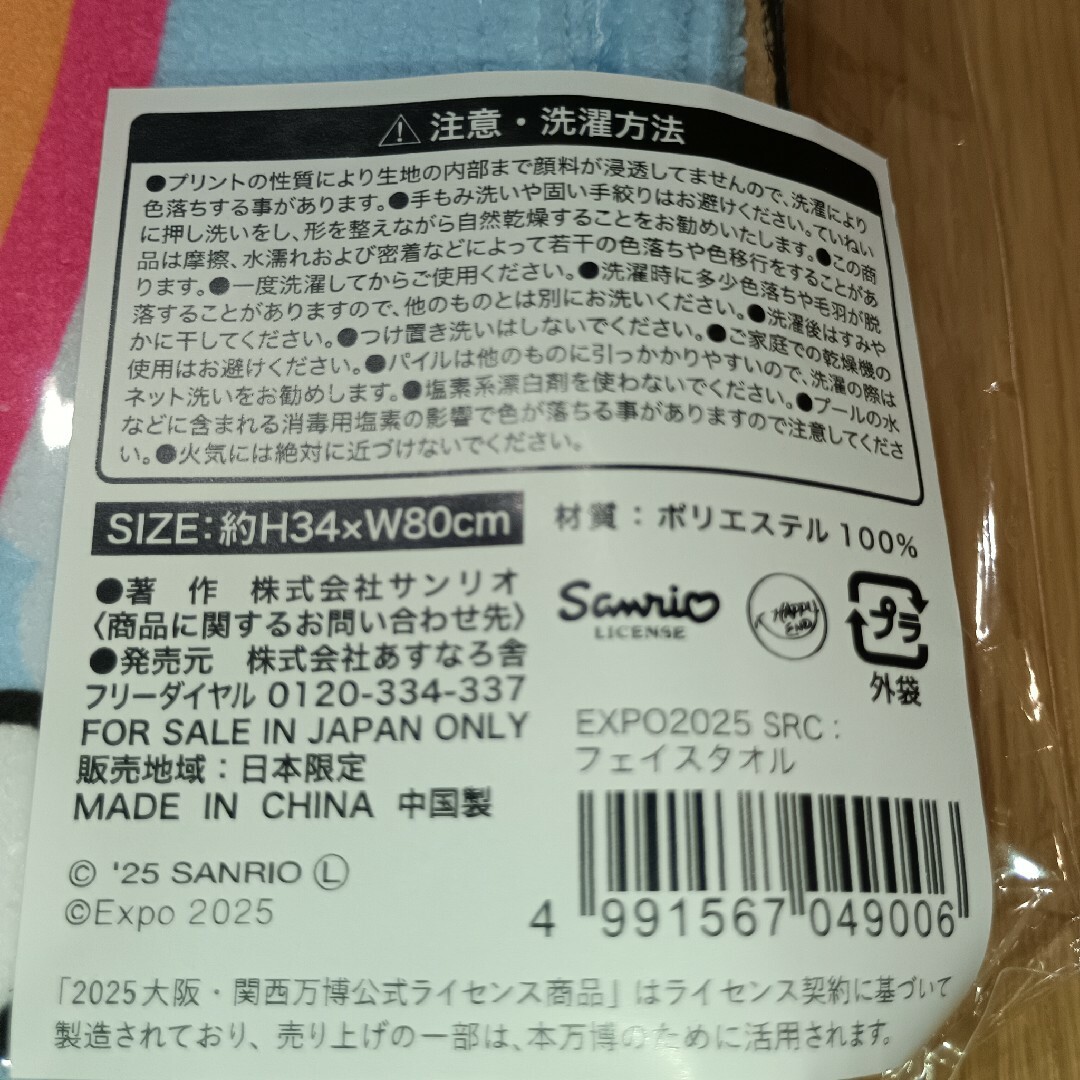 ⚠ 注意・洗濯方法
●プリントの性質により生地の内部まで顔料が浸透してませんので、洗濯により
色落ちする事があります。●手もみ洗いや固い手絞りはお避けください。ていねい
に押し洗いをし、形を整えながら自然乾燥することをお勧めいたします。●この商
品は摩擦、水濡れおよび密着などによって若干の色落ちや色移行をすることがあ
ります。●一度洗濯してからご使用ください。●洗濯時に多少色落ちや毛羽が脱
落することがありますので、他のものとは別にお洗いください。●洗濯後はすみや
かに干してください。●つけ置き洗いはしないでください。●ご家庭での乾燥機の
使用はお避けください。●パイルは他のものに引っかかりやすいので、洗濯の際は
ネット洗いをお勧めします。●塩素系漂白剤を使わないでください。●プールの水
などに含まれる消毒用塩素の影響で色が落ちる事がありますので注意してくださ
い。●火気には絶対に近づけないでください。
SIZE:約H34×W80cm
材質：ポリエステル100%
●著 作 株式会社サンリオ
〈商品に関するお問い合わせ先〉
●発売元 株式会社あすなろ舎
フリーダイヤル 0120-334-337
FOR SALE IN JAPAN ONLY
販売地域：日本限定
MADE IN CHINA 中国製
Sanrio
LICENSE
HAPPY
END
プラ
外袋
EXPO2025 SRC：
フェイスタオル
4 991567 049006
© '25 SANRIO Ⓛ
©Expo 2025
「2025大阪・関西万博公式ライセンス商品」はライセンス契約に基づいて
製造されており、売り上げの一部は、本万博のために活用されます。